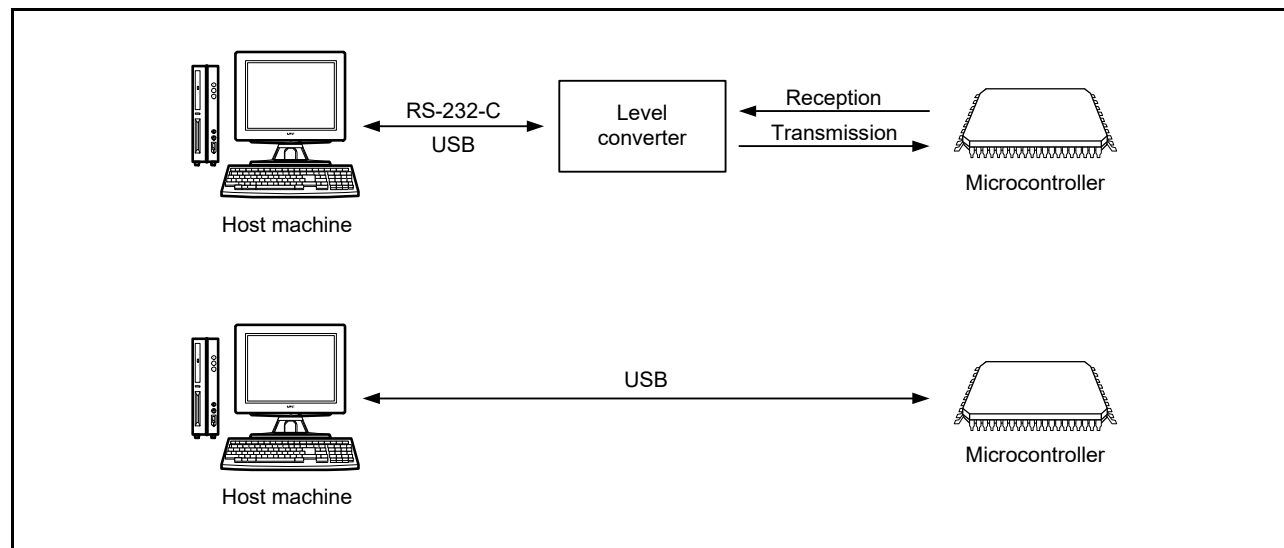 RS-232-C
USB
Level
converter
Reception
Transmission
Microcontroller
Host machine
USB
Microcontroller
Host machine